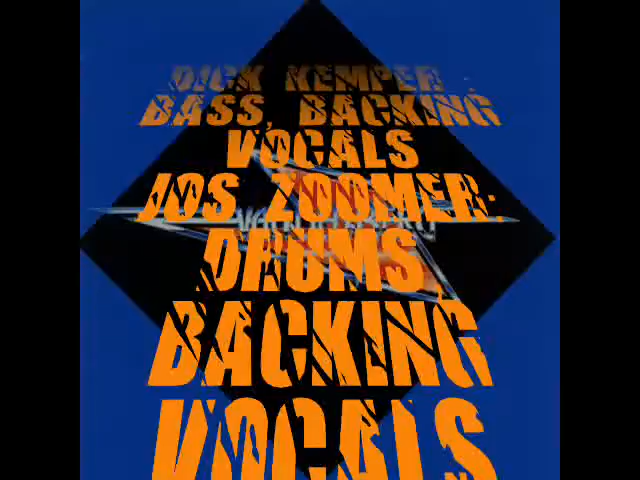 DICK KEMPER :
BASS, BACKING
VOCALS
JOS ZOOMER:
DRUMS,
BACKING
VOCALS